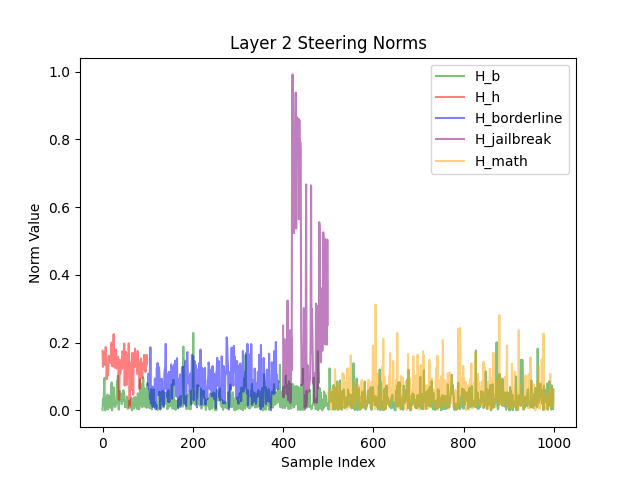 Layer 2 Steering Norms
H_b
H_h
H_borderline
H_jailbreak
H_math
Norm Value
1.0
0.8
0.6
0.4
0.2
0.0
0
200
400
600
800
1000
Sample Index